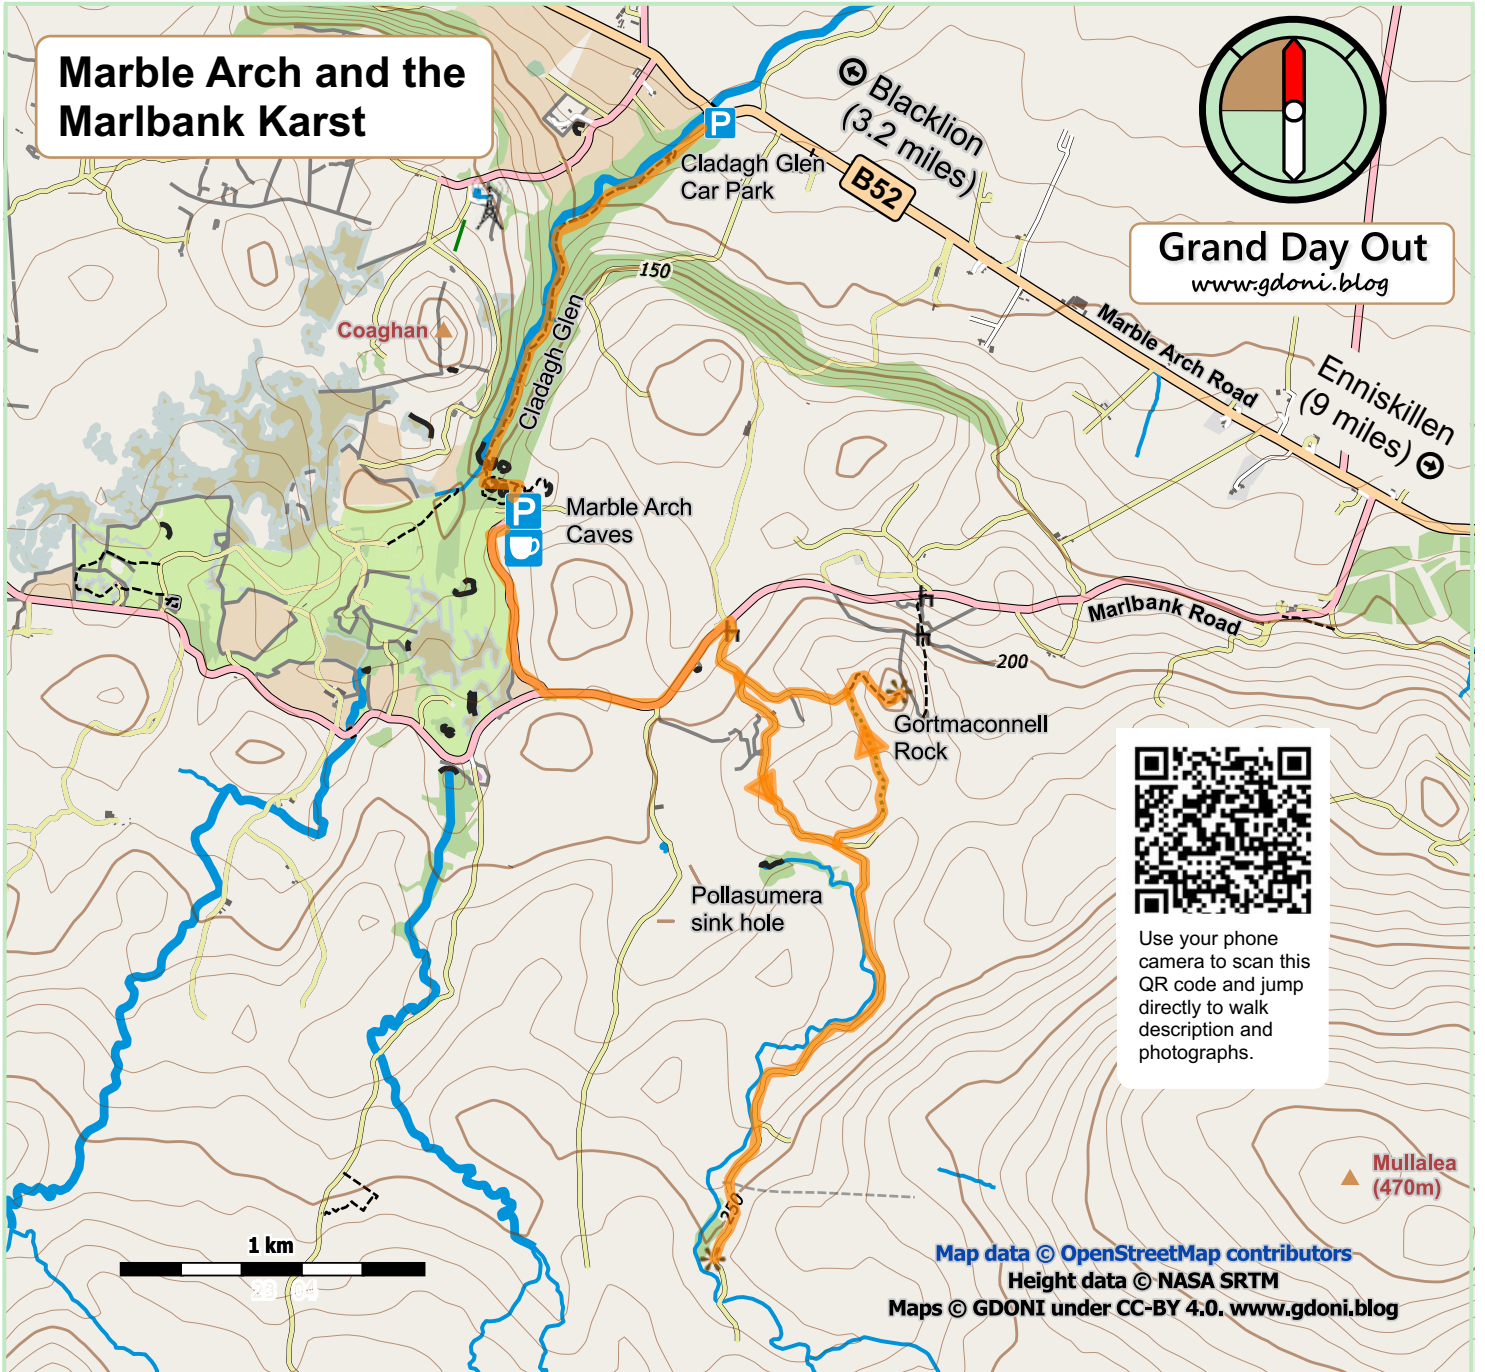 Marble Arch and the
Marlbank Karst
P
Cladagh Glen
Car Park
Blacklion
(3.2 miles)
B52
Grand Day Out
www.gdoni.blog
150
Coaghan
Cladagh Glen
Marble Arch Road
Enniskillen
(9 miles)
P
Marble Arch
Caves
Marlbank Road
200
Gortmaconnell
Rock
Pollasumera
sink hole
Use your phone
camera to scan this
QR code and jump
directly to walk
description and
photographs.
Mullalea
(470m)
250
1 km
Map data © OpenStreetMap contributors
Height data © NASA SRTM
Maps © GDONI under CC-BY 4.0. www.gdoni.blog